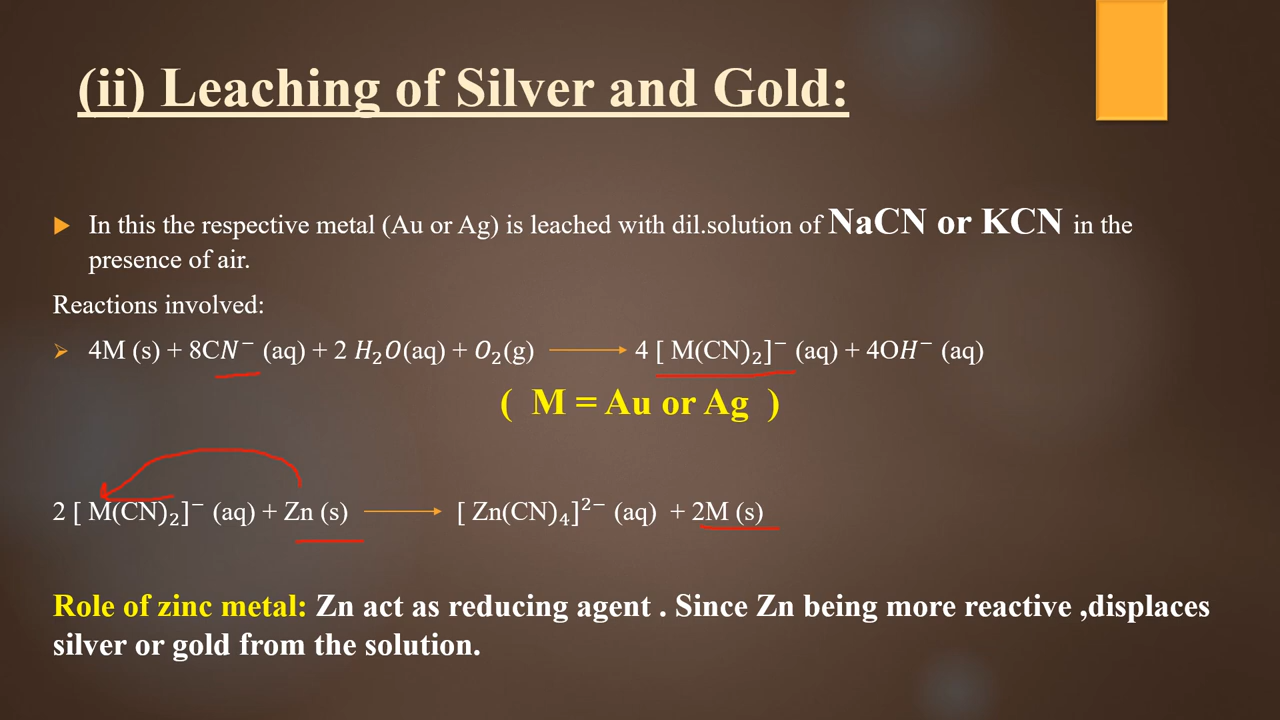 (ii) Leaching of Silver and Gold:
In this the respective metal (Au or Ag) is leached with dil.solution of NaCN or KCN in the
presence of air.
Reactions involved:
4M (s) + 8CN⁻ (aq) + 2 H₂O(aq) + O₂(g) ⟶ 4 [ M(CN)₂]⁻ (aq) + 4OH⁻ (aq)
( M = Au or Ag )
2 [ M(CN)₂]⁻ (aq) + Zn (s) ⟶ [ Zn(CN)₄]²⁻ (aq) + 2M (s)
Role of zinc metal: Zn act as reducing agent . Since Zn being more reactive ,displaces
silver or gold from the solution.